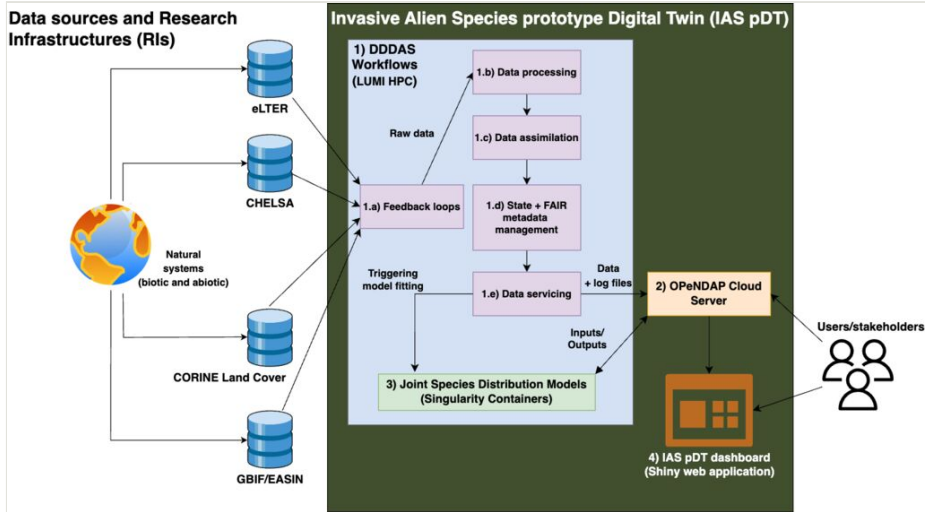 Data sources and Research
Infrastructures (RIs)
eLTER
CHELSA
Natural
systems
(biotic and abiotic)
CORINE Land Cover
GBIF/EASIN
Invasive Alien Species prototype Digital Twin (IAS pDT)
1) DDDAS
Workflows
(LUMI HPC)
1.b) Data processing
Raw data
1.c) Data assimilation
1.a) Feedback loops
1.d) State + FAIR
metadata
management
Triggering
model fitting
1.e) Data servicing
Data
+ log files
2) OPeNDAP Cloud
Server
Inputs/
Outputs
3) Joint Species Distribution Models
(Singularity Containers)
Users/stakeholders
4) IAS pDT dashboard
(Shiny web application)